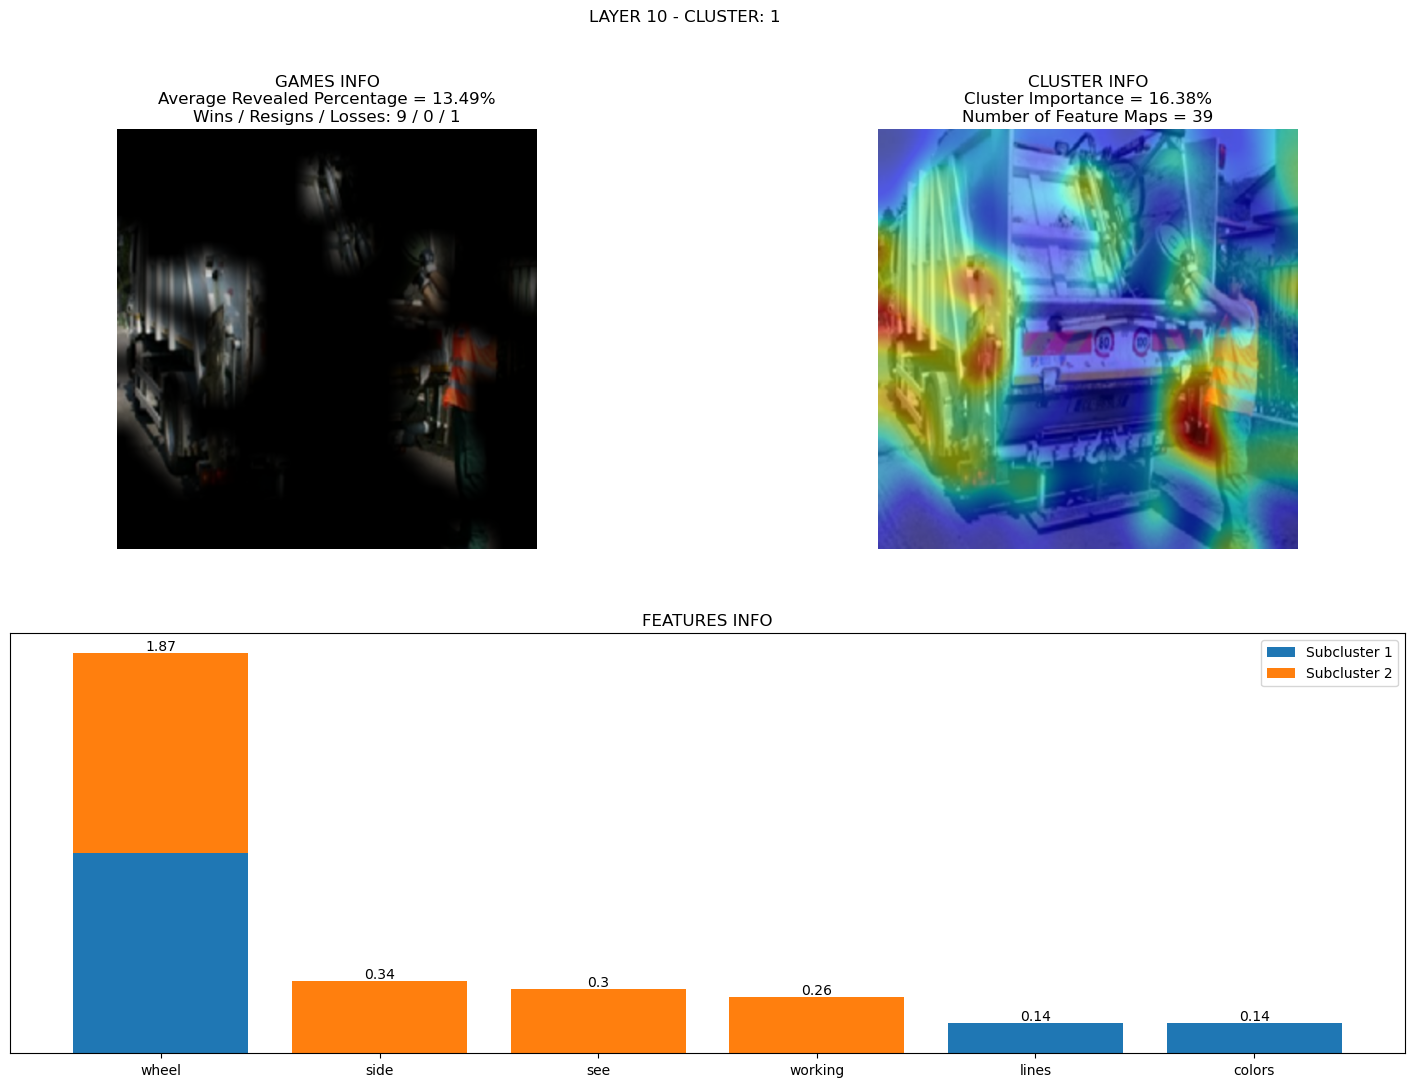 LAYER 10 - CLUSTER: 1
GAMES INFO
Average Revealed Percentage = 13.49%
Wins / Resigns / Losses: 9 / 0 / 1
CLUSTER INFO
Cluster Importance = 16.38%
Number of Feature Maps = 39
FEATURES INFO
1.87
0.34
0.3
0.26
0.14
0.14
Subcluster 1
Subcluster 2
wheel
side
see
working
lines
colors